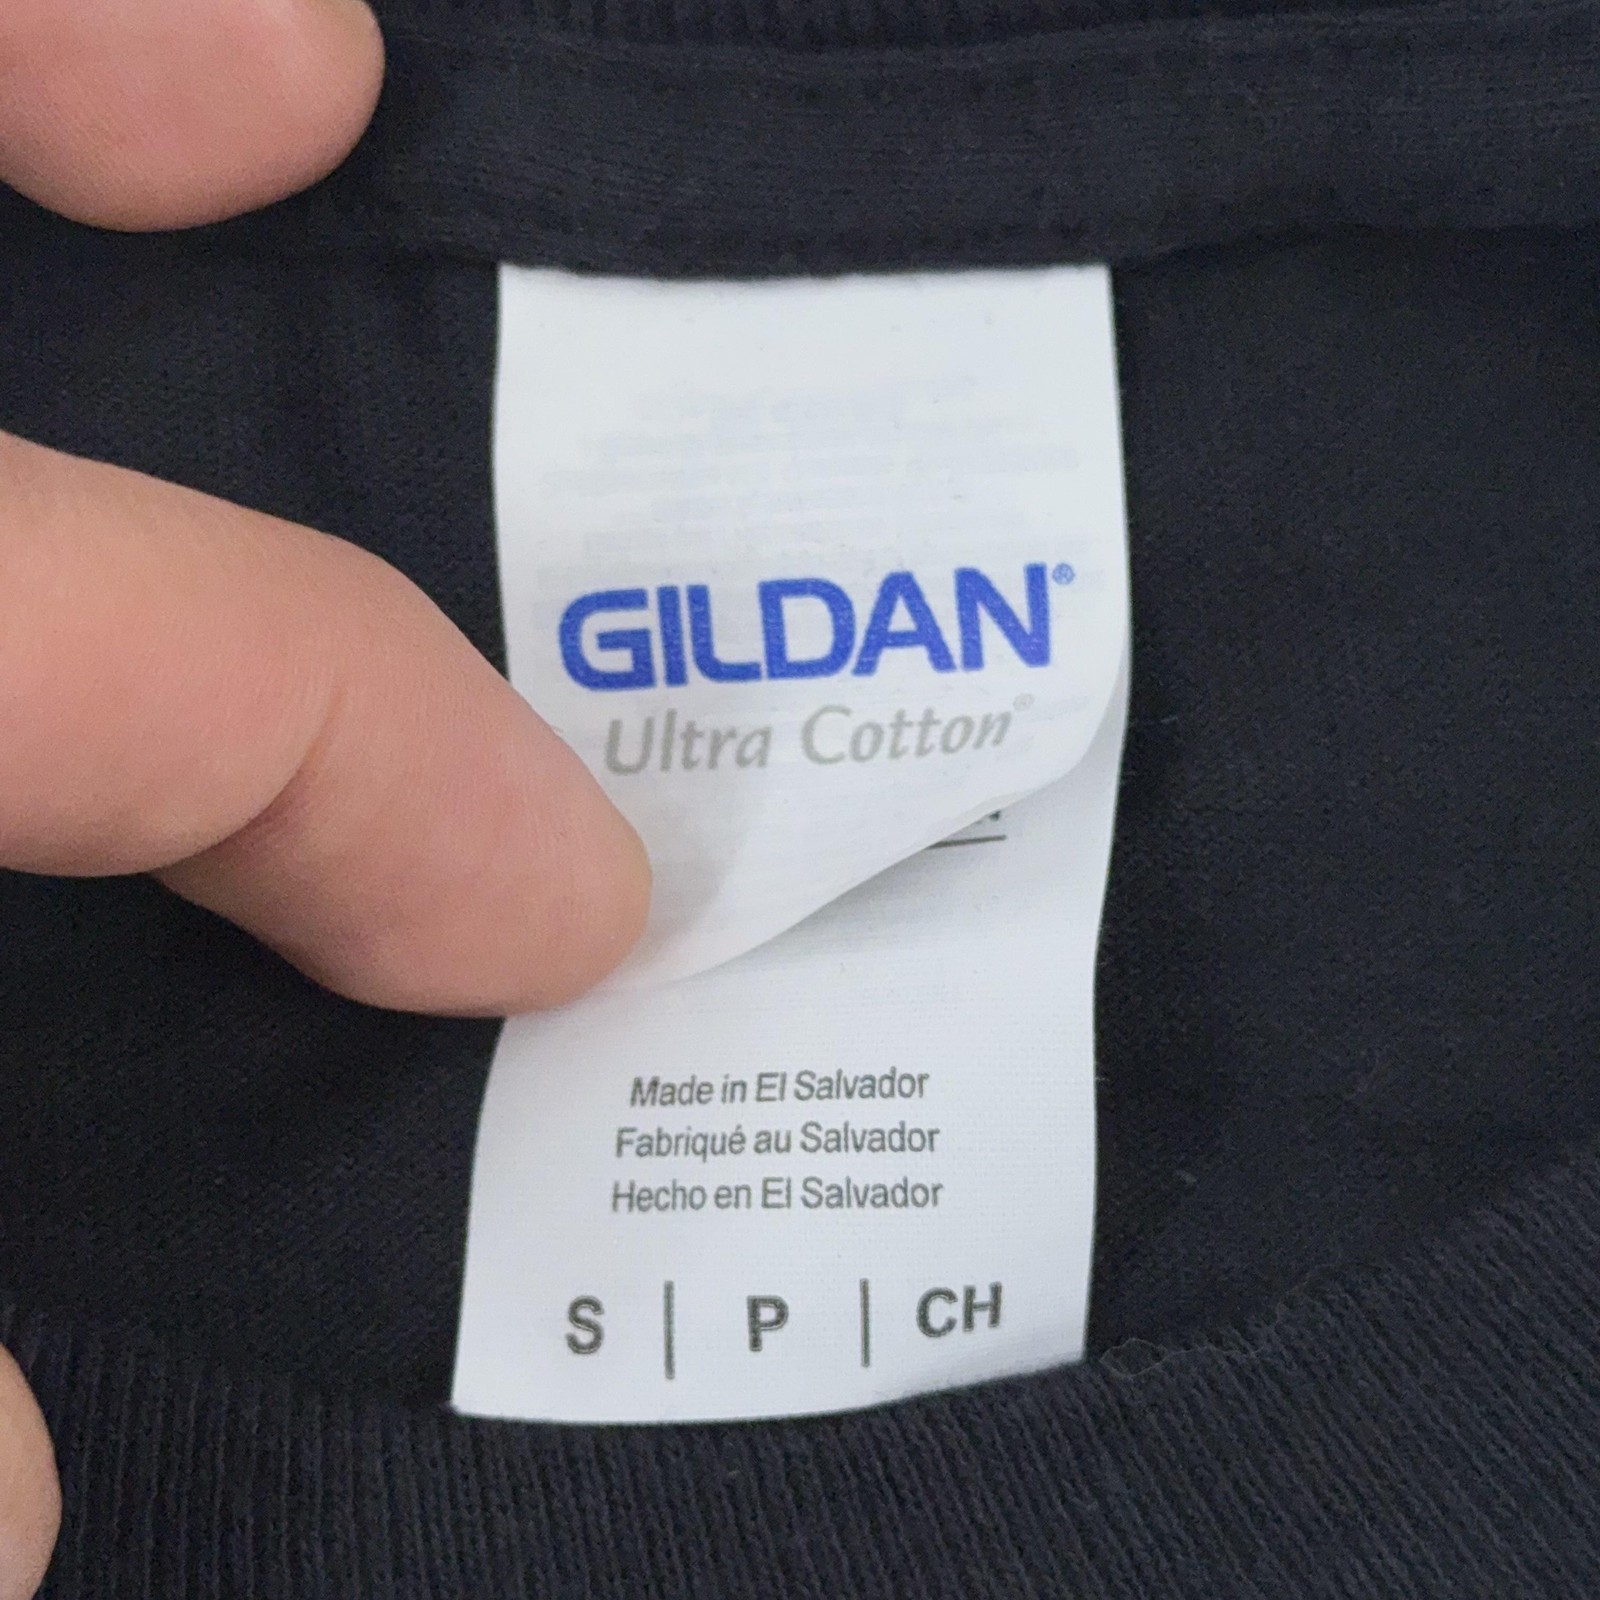 GILDAN®
Ultra Cotton®
Made in El Salvador
Fabriqué au Salvador
Hecho en El Salvador
S | P | CH